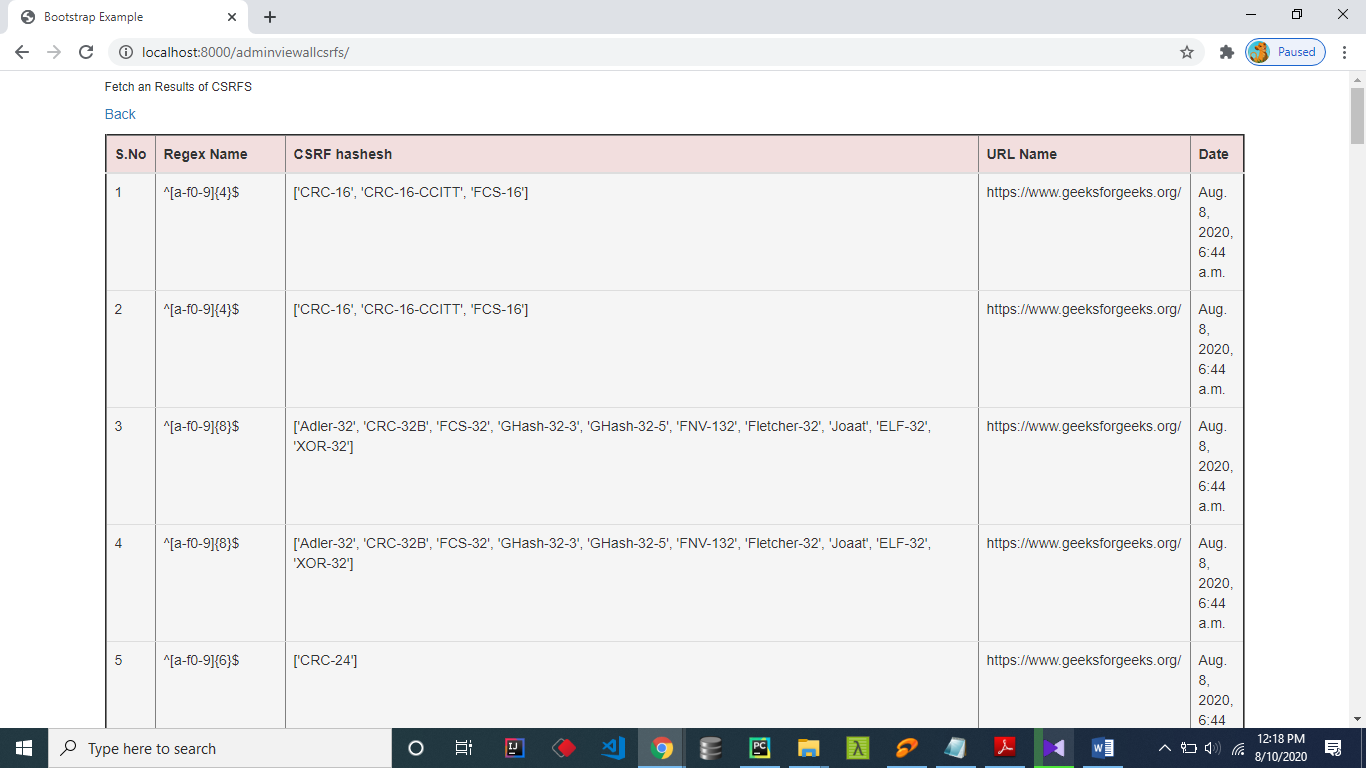 Bootstrap Example
localhost:8000/adminviewallcsrfs/
Paused
Fetch an Results of CSRFS
Back
S.No Regex Name CSRF hashesh URL Name Date
1 ^[a-f0-9]{4}$ ['CRC-16', 'CRC-16-CCITT', 'FCS-16'] https://www.geeksforgeeks.org/ Aug.
8,
2020,
6:44
a.m.
2 ^[a-f0-9]{4}$ ['CRC-16', 'CRC-16-CCITT', 'FCS-16'] https://www.geeksforgeeks.org/ Aug.
8,
2020,
6:44
a.m.
3 ^[a-f0-9]{8}$ ['Adler-32', 'CRC-32B', 'FCS-32', 'GHash-32-3', 'GHash-32-5', 'FNV-132', 'Fletcher-32', 'Joaat', 'ELF-32', https://www.geeksforgeeks.org/ Aug.
'XOR-32'] 8,
2020,
6:44
a.m.
4 ^[a-f0-9]{8}$ ['Adler-32', 'CRC-32B', 'FCS-32', 'GHash-32-3', 'GHash-32-5', 'FNV-132', 'Fletcher-32', 'Joaat', 'ELF-32', https://www.geeksforgeeks.org/ Aug.
'XOR-32'] 8,
2020,
6:44
a.m.
5 ^[a-f0-9]{6}$ ['CRC-24'] https://www.geeksforgeeks.org/ Aug.
8,
2020,
6:44
Type here to search
IJ
PC
W
12:18 PM
8/10/2020